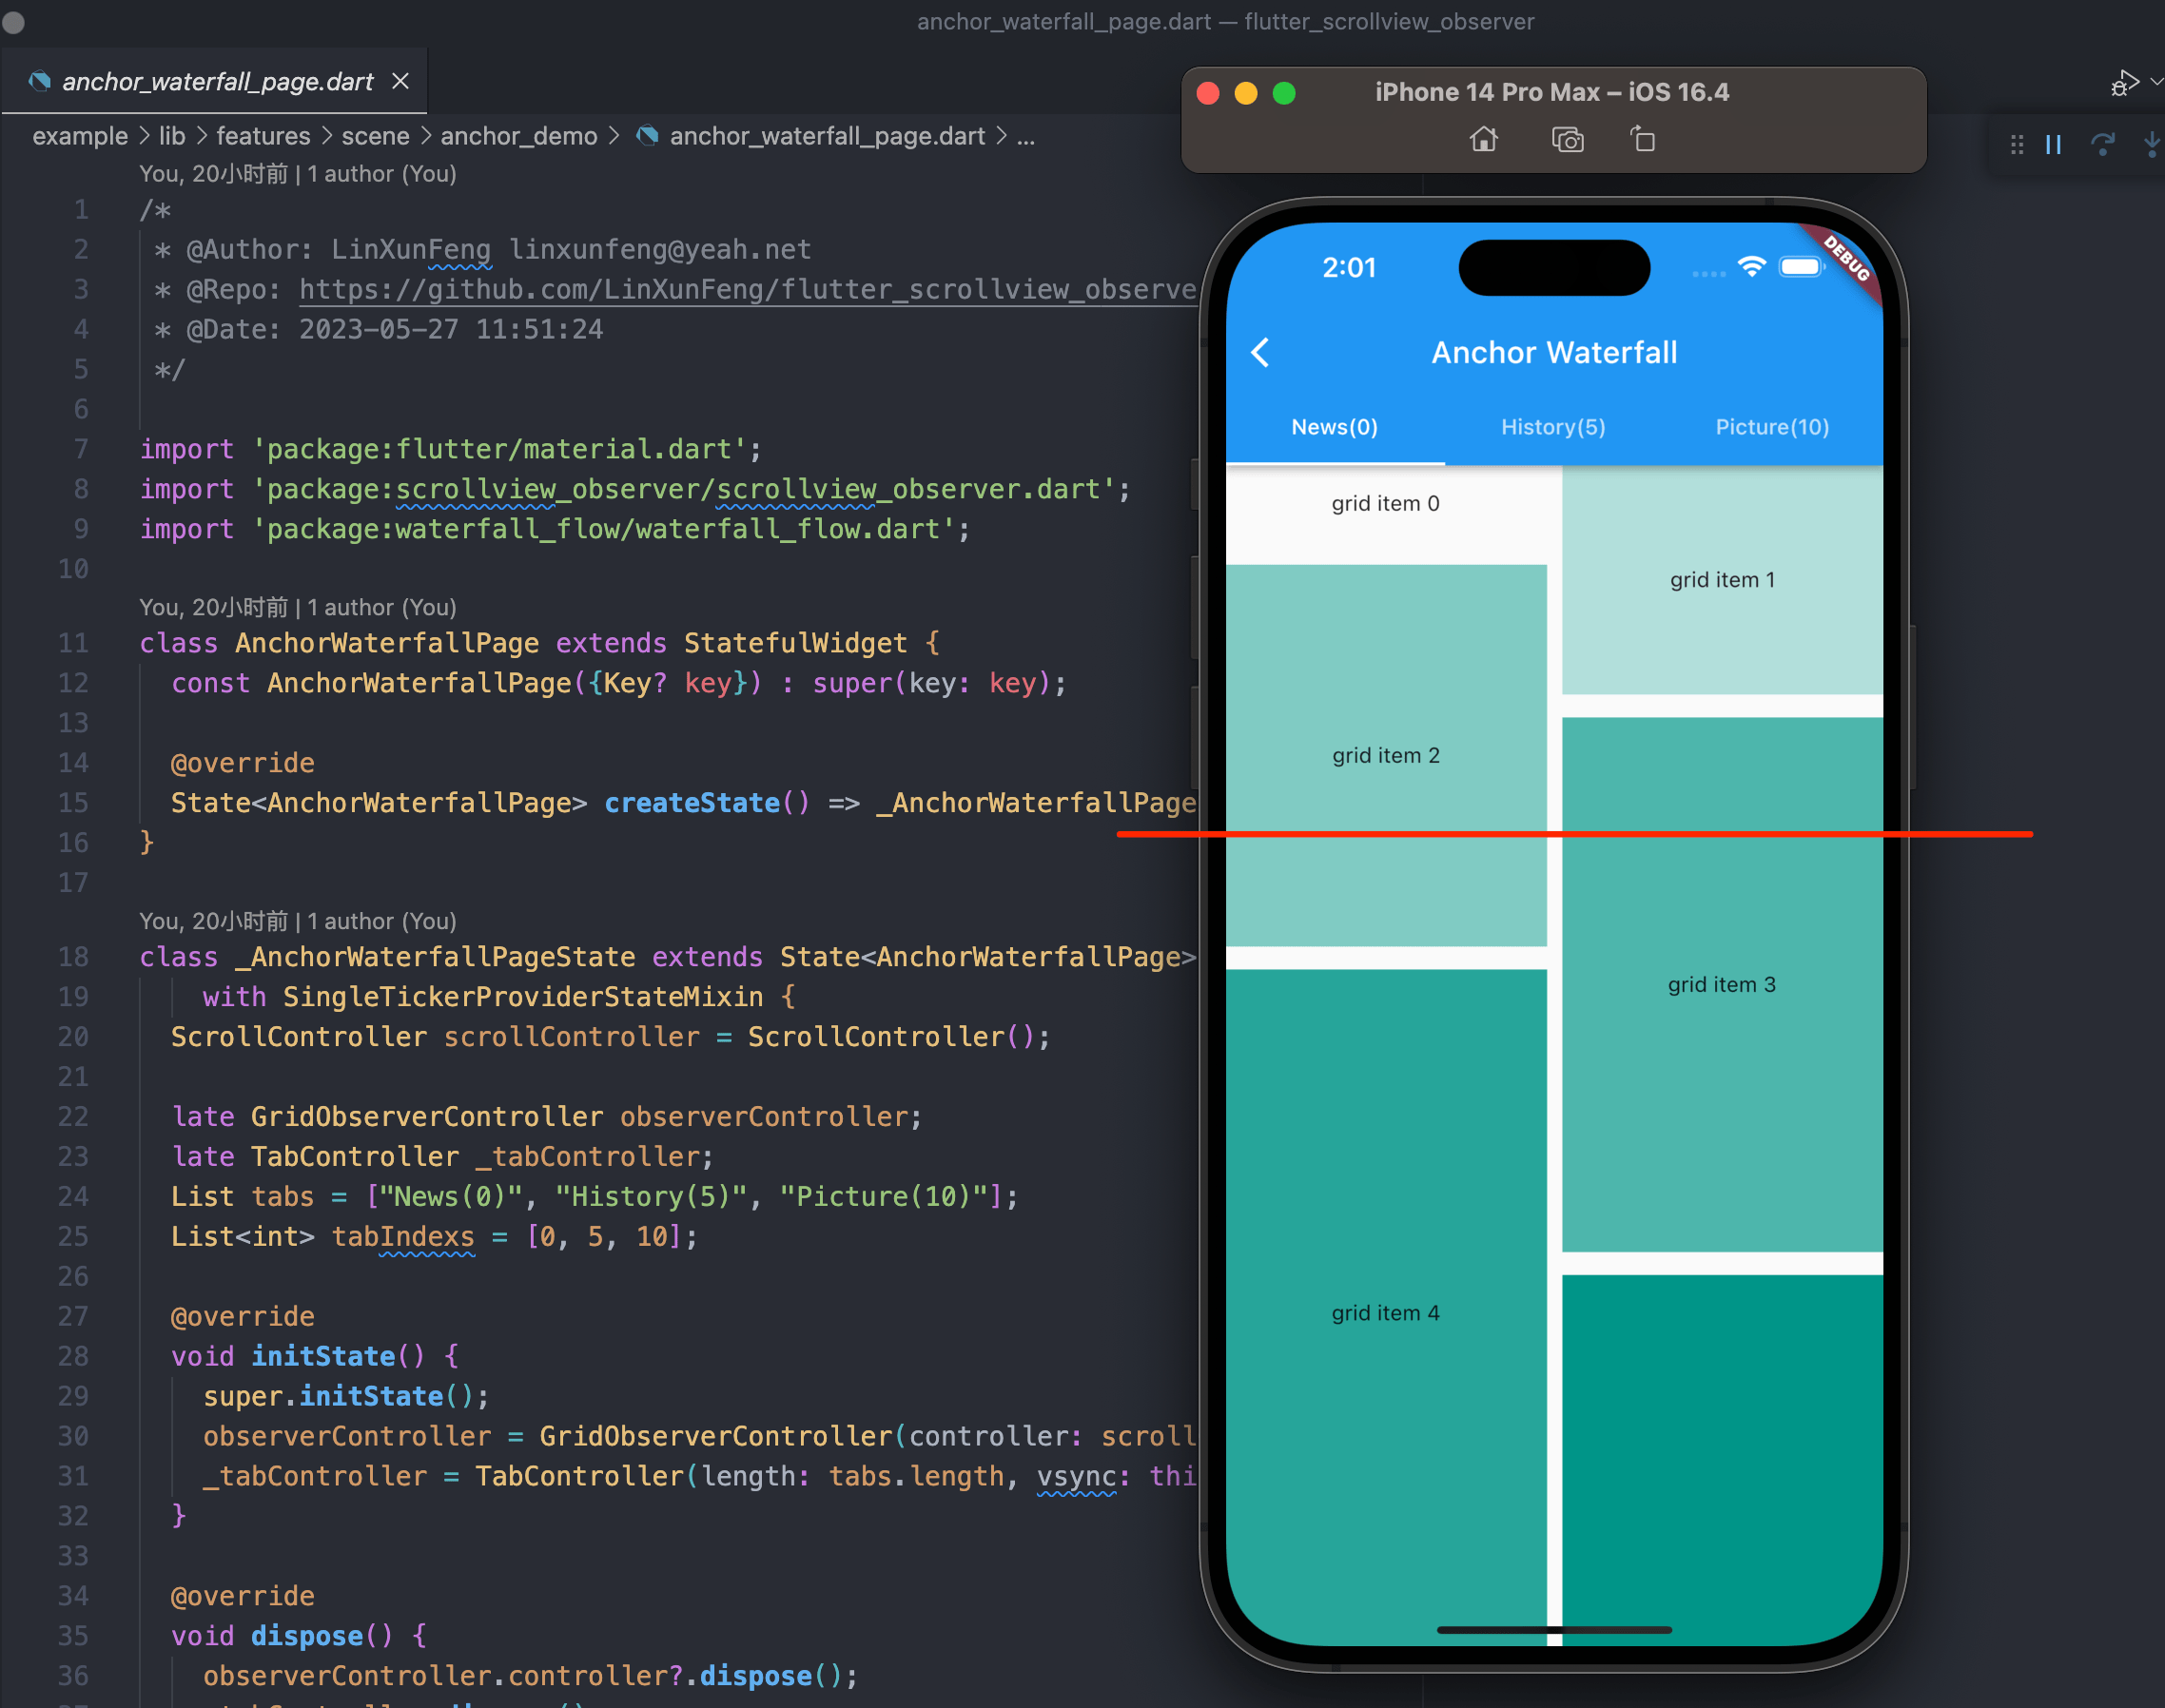 anchor_waterfall_page.dart — flutter_scrollview_observer
anchor_waterfall_page.dart
example > lib > features > scene > anchor_demo > anchor_waterfall_page.dart > ...
You, 20小时前 | 1 author (You)
1 /*
2 * @Author: LinXunFeng linxunfeng@yeah.net
3 * @Repo: https://github.com/LinXunFeng/flutter_scrollview_observe
4 * @Date: 2023-05-27 11:51:24
5 */
6
7 import 'package:flutter/material.dart';
8 import 'package:scrollview_observer/scrollview_observer.dart';
9 import 'package:waterfall_flow/waterfall_flow.dart';
10
You, 20小时前 | 1 author (You)
11 class AnchorWaterfallPage extends StatefulWidget {
12 const AnchorWaterfallPage({Key? key}) : super(key: key);
13
14 @override
15 State<AnchorWaterfallPage> createState() => _AnchorWaterfallPage
16 }
17
You, 20小时前 | 1 author (You)
18 class _AnchorWaterfallPageState extends State<AnchorWaterfallPage>
19 with SingleTickerProviderStateMixin {
20 ScrollController scrollController = ScrollController();
21
22 late GridObserverController observerController;
23 late TabController _tabController;
24 List tabs = ["News(0)", "History(5)", "Picture(10)"];
25 List<int> tabIndexs = [0, 5, 10];
26
27 @override
28 void initState() {
29 super.initState();
30 observerController = GridObserverController(controller: scroll
31 _tabController = TabController(length: tabs.length, vsync: thi
32 }
33
34 @override
35 void dispose() {
36 observerController.controller?.dispose();
iPhone 14 Pro Max – iOS 16.4
2:01
DEBUG
Anchor Waterfall
News(0) History(5) Picture(10)
grid item 0
grid item 1
grid item 2
grid item 3
grid item 4